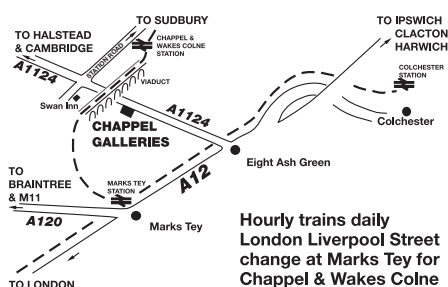 TO SUDBURY
TO IPSWICH
CLACTON
HARWICH
TO HALSTEAD
& CAMBRIDGE
STATION ROAD
CHAPPEL &
WAKES COLNE
STATION
COLCHESTER
STATION
A1124
VIADUCT
Swan Inn
A1124
Colchester
CHAPPEL
GALLERIES
Eight Ash Green
A12
TO
BRAINTREE
& M11
MARKS TEY
STATION
A120
Marks Tey
Hourly trains daily
London Liverpool Street
change at Marks Tey for
Chappel & Wakes Colne
TO LONDON